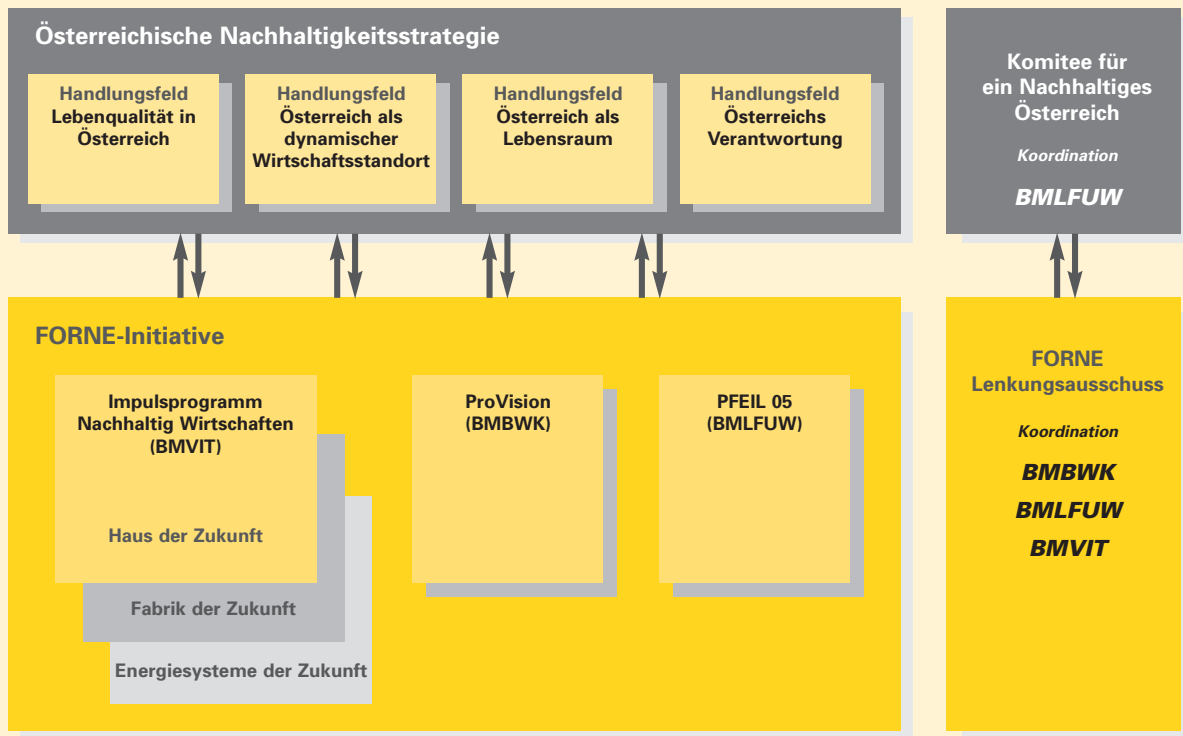 Österreichische Nachhaltigkeitsstrategie
Handlungsfeld
Lebenqualität in
Österreich
Handlungsfeld
Österreich als
dynamischer
Wirtschaftsstandort
Handlungsfeld
Österreich als
Lebensraum
Handlungsfeld
Österreichs
Verantwortung
Komitee für
ein Nachhaltiges
Österreich
Koordination
BMLFUW
FORNE-Initiative
Impulsprogramm
Nachhaltig Wirtschaften
(BMVIT)
Haus der Zukunft
Fabrik der Zukunft
Energiesysteme der Zukunft
ProVision
(BMBWK)
PFEIL 05
(BMLFUW)
FORNE
Lenkungsausschuss
Koordination
BMBWK
BMLFUW
BMVIT